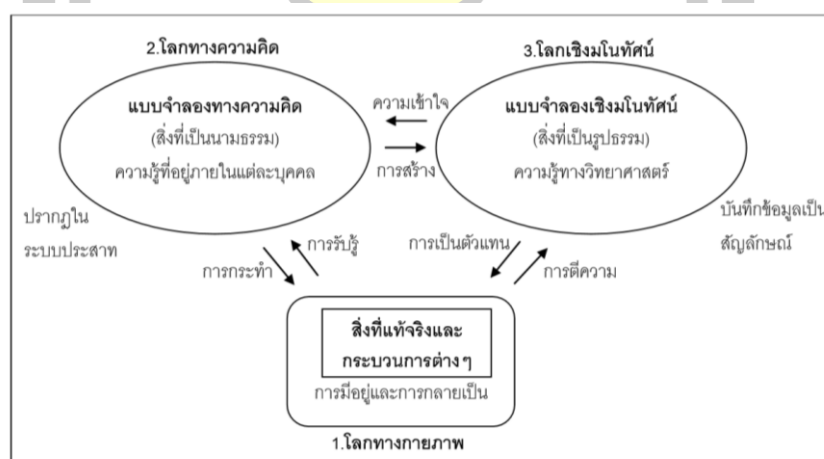 2.โลกทางความคิด
3.โลกเชิงมโนทัศน์
แบบจำลองทางความคิด
(สิ่งที่เป็นนามธรรม)
ความรู้ที่อยู่ภายในแต่ละบุคคล
ความเข้าใจ
การสร้าง
แบบจำลองเชิงมโนทัศน์
(สิ่งที่เป็นรูปธรรม)
ความรู้ทางวิทยาศาสตร์
ปรากฏใน
ระบบประสาท
บันทึกข้อมูลเป็น
สัญลักษณ์
การรับรู้
การกระทำ
การเป็นตัวแทน
การตีความ
สิ่งที่แท้จริงและ
กระบวนการต่างๆ
การมีอยู่และการกลายเป็น
1.โลกทางกายภาพ